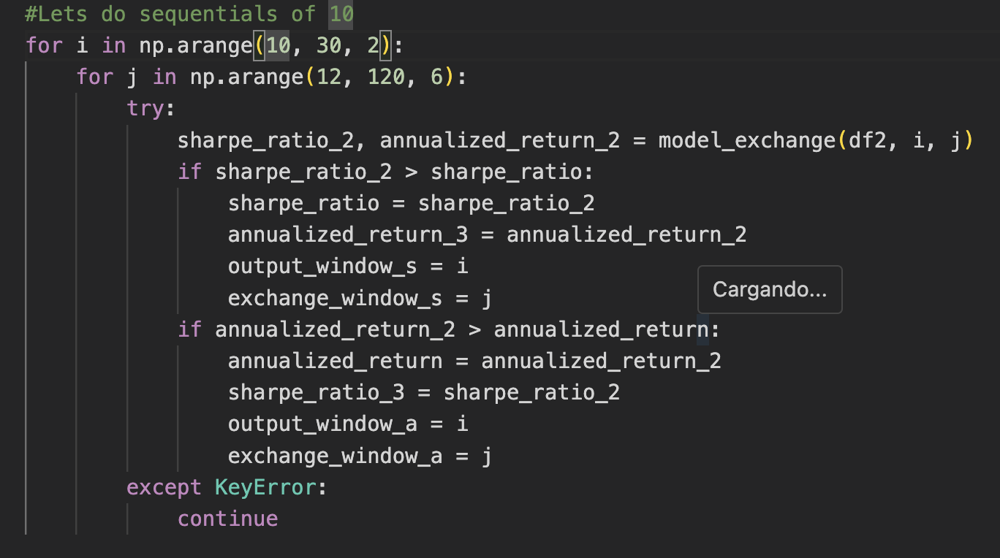 #Lets do sequentials of 10
for i in np.arange(10, 30, 2):
    for j in np.arange(12, 120, 6):
        try:
            sharpe_ratio_2, annualized_return_2 = model_exchange(df2, i, j)
            if sharpe_ratio_2 > sharpe_ratio:
                sharpe_ratio = sharpe_ratio_2
                annualized_return_3 = annualized_return_2
                output_window_s = i
                exchange_window_s = j
Cargando...
            if annualized_return_2 > annualized_return:
                annualized_return = annualized_return_2
                sharpe_ratio_3 = sharpe_ratio_2
                output_window_a = i
                exchange_window_a = j
        except KeyError:
            continue